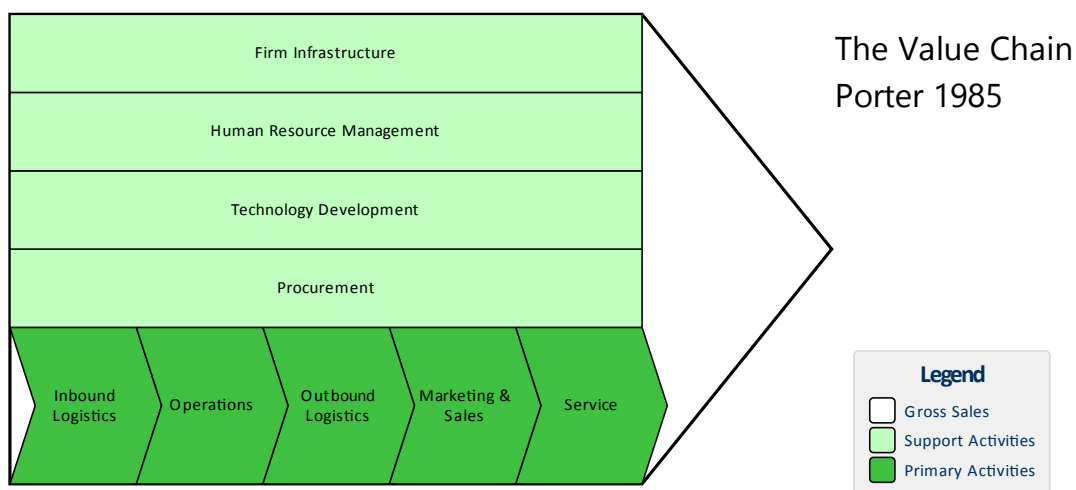 Firm Infrastructure
The Value Chain
Porter 1985
Human Resource Management
Technology Development
Procurement
Inbound
Logistics
Operations
Outbound
Logistics
Marketing &
Sales
Service
Legend
Gross Sales
Support Activities
Primary Activities